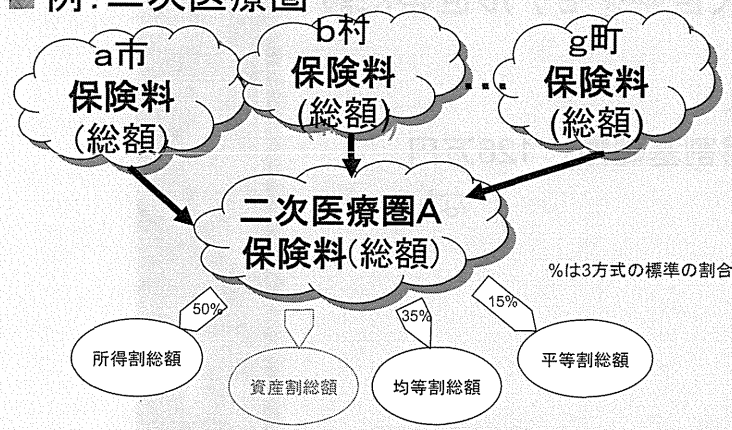 例:二次医療圏
a市
保険料
(総額)
b村
保険料
(総額)
...
g町
保険料
(総額)
二次医療圏A
保険料(総額)
%は3方式の標準の割合
50%
35%
15%
所得割総額
資産割総額
均等割総額
平等割総額